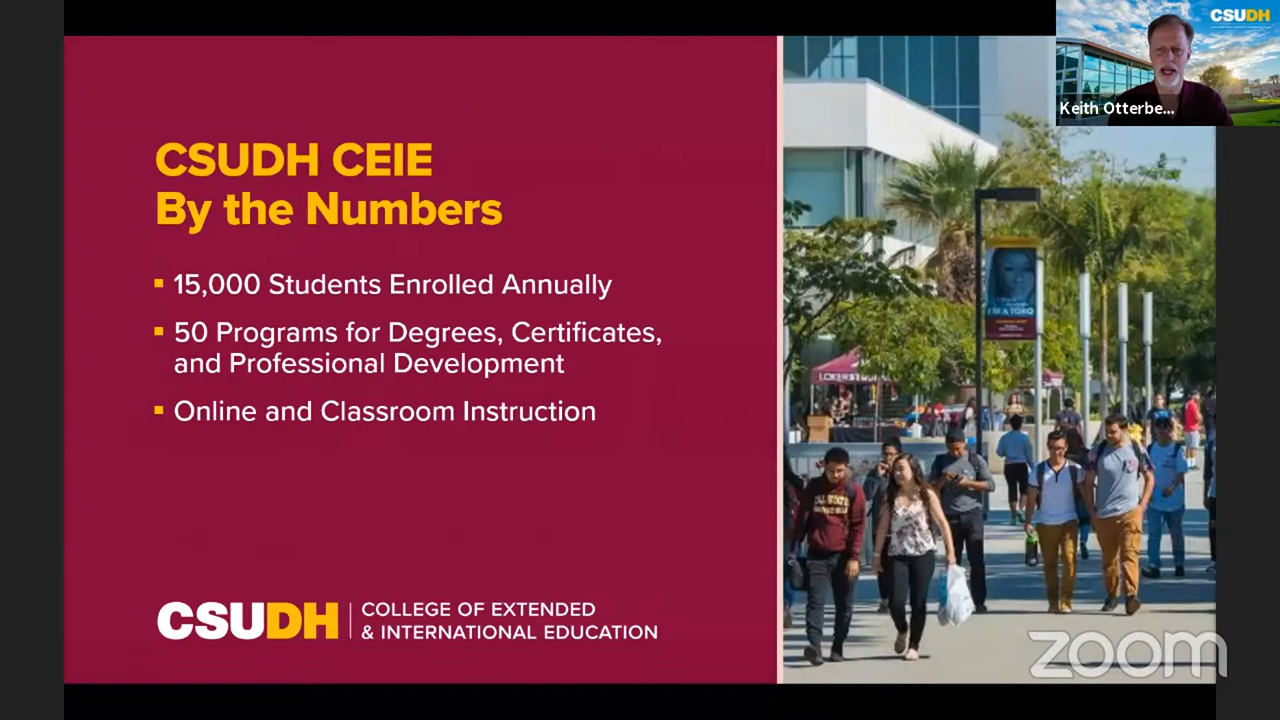 CSUDH
Keith Otterbe...
CSUDH CEIE
By the Numbers
▪ 15,000 Students Enrolled Annually
▪ 50 Programs for Degrees, Certificates,
and Professional Development
▪ Online and Classroom Instruction
CSUDH
COLLEGE OF EXTENDED
& INTERNATIONAL EDUCATION
I'M A TORO
zoom